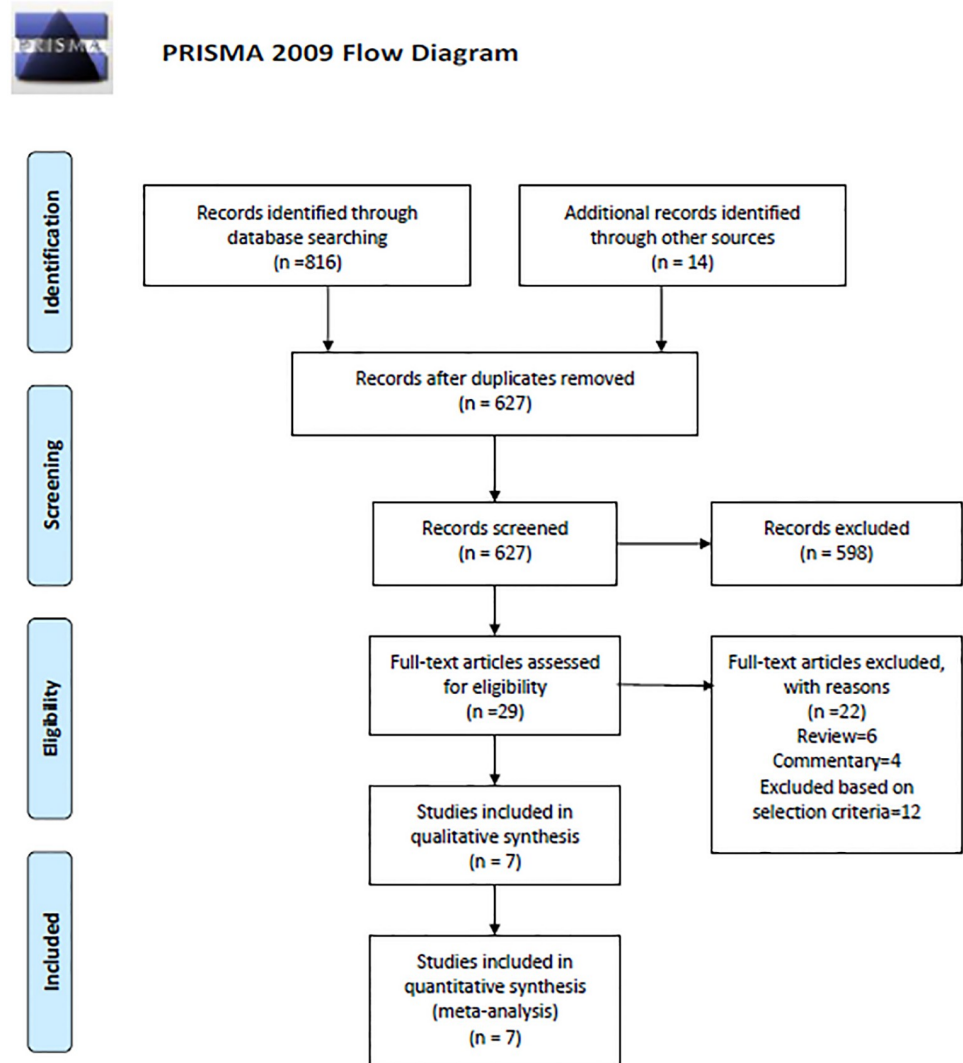 PRISMA
PRISMA 2009 Flow Diagram
Identification
Records identified through
database searching
(n =816)
Additional records identified
through other sources
(n = 14)
Records after duplicates removed
(n = 627)
Screening
Records screened
(n = 627)
Records excluded
(n = 598)
Eligibility
Full-text articles assessed
for eligibility
(n =29)
Full-text articles excluded,
with reasons
(n =22)
Review=6
Commentary=4
Excluded based on
selection criteria=12
Studies included in
qualitative synthesis
(n = 7)
Included
Studies included in
quantitative synthesis
(meta-analysis)
(n = 7)